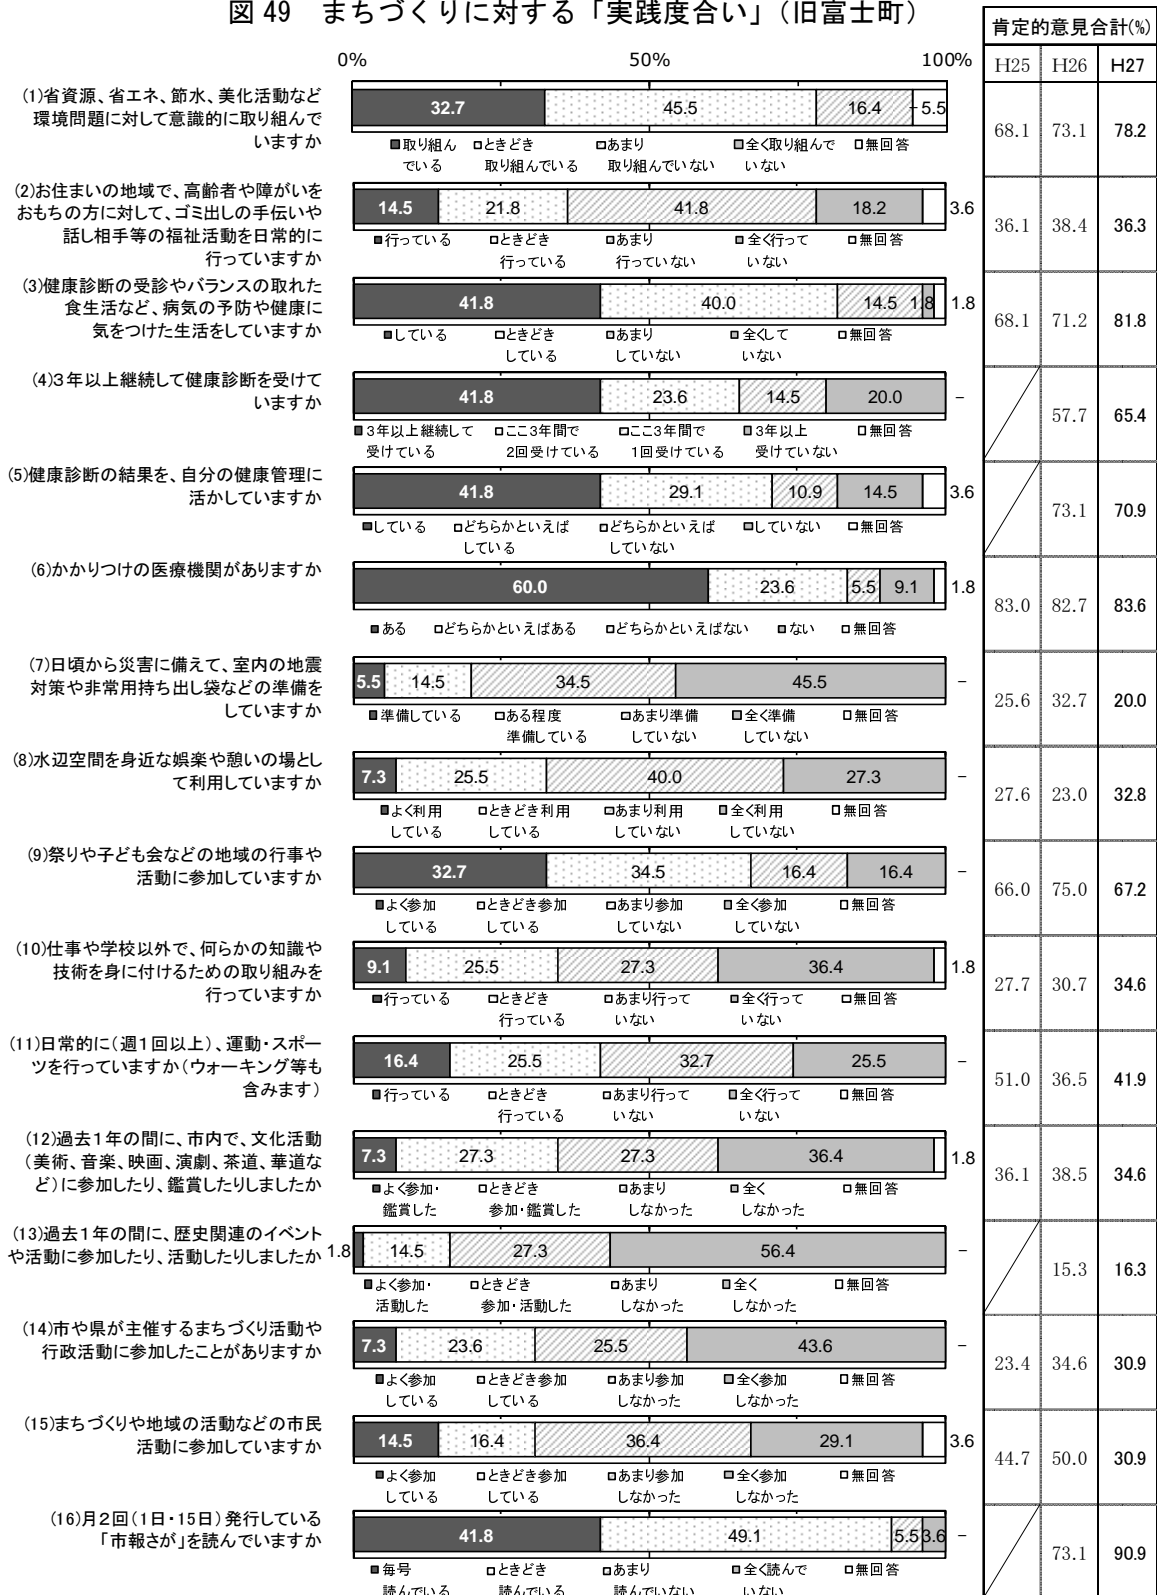 図 49　まちづくりに対する「実践度合い」（旧富士町）
肯定的意見合計(%)
H25 H26 H27
0% 50% 100%
(1)省資源、省エネ、節水、美化活動など
環境問題に対して意識的に取り組んで
いますか
32.7 45.5 16.4 5.5
68.1 73.1 78.2
取り組ん ときどき あまり 全く取り組んで 無回答
でいる 取り組んでいる 取り組んでいない いない
(2)お住まいの地域で、高齢者や障がいを
おもちの方に対して、ゴミ出しの手伝いや
話し相手等の福祉活動を日常的に
行っていますか
14.5 21.8 41.8 18.2 3.6
36.1 38.4 36.3
行っている ときどき あまり 全く行って 無回答
行っている 行っていない いない
(3)健康診断の受診やバランスの取れた
食生活など、病気の予防や健康に
気をつけた生活をしていますか
41.8 40.0 14.5 1.8 1.8
68.1 71.2 81.8
している ときどき あまり 全くして 無回答
している していない いない
(4)3年以上継続して健康診断を受けて
いますか
41.8 23.6 14.5 20.0 －
57.7 65.4
3年以上継続して ここ3年間で ここ3年間で 3年以上 無回答
受けている 2回受けている 1回受けている 受けていない
(5)健康診断の結果を、自分の健康管理に
活かしていますか
41.8 29.1 10.9 14.5 3.6
73.1 70.9
している どちらかといえば どちらかといえば していない 無回答
している していない
(6)かかりつけの医療機関がありますか
60.0 23.6 5.5 9.1 1.8
83.0 82.7 83.6
ある どちらかといえばある どちらかといえばない ない 無回答
(7)日頃から災害に備えて、室内の地震
対策や非常用持ち出し袋などの準備を
していますか
5.5 14.5 34.5 45.5 －
25.6 32.7 20.0
準備している ある程度 あまり準備 全く準備 無回答
準備している していない していない
(8)水辺空間を身近な娯楽や憩いの場とし
て利用していますか
7.3 25.5 40.0 27.3 －
27.6 23.0 32.8
よく利用 ときどき利用 あまり利用 全く利用 無回答
している している していない していない
(9)祭りや子ども会などの地域の行事や
活動に参加していますか
32.7 34.5 16.4 16.4 －
66.0 75.0 67.2
よく参加 ときどき参加 あまり参加 全く参加 無回答
している している していない していない
(10)仕事や学校以外で、何らかの知識や
技術を身に付けるための取り組みを
行っていますか
9.1 25.5 27.3 36.4 1.8
27.7 30.7 34.6
行っている ときどき あまり行って 全く行って 無回答
行っている いない いない
(11)日常的に(週1回以上)、運動・スポー
ツを行っていますか(ウォーキング等も
含みます)
16.4 25.5 32.7 25.5 －
51.0 36.5 41.9
行っている ときどき あまり行って 全く行って 無回答
行っている いない いない
(12)過去1年の間に、市内で、文化活動
(美術、音楽、映画、演劇、茶道、華道な
ど)に参加したり、鑑賞したりしましたか
7.3 27.3 27.3 36.4 1.8
36.1 38.5 34.6
よく参加・ ときどき あまり 全く 無回答
鑑賞した 参加・鑑賞した しなかった しなかった
(13)過去1年の間に、歴史関連のイベント
や活動に参加したり、活動したりしましたか
1.8 14.5 27.3 56.4 －
15.3 16.3
よく参加・ ときどき あまり 全く 無回答
活動した 参加・活動した しなかった しなかった
(14)市や県が主催するまちづくり活動や
行政活動に参加したことがありますか
7.3 23.6 25.5 43.6 －
23.4 34.6 30.9
よく参加 ときどき参加 あまり参加 全く参加 無回答
している している しなかった しなかった
(15)まちづくりや地域の活動などの市民
活動に参加していますか
14.5 16.4 36.4 29.1 3.6
44.7 50.0 30.9
よく参加 ときどき参加 あまり参加 全く参加 無回答
している している しなかった しなかった
(16)月2回(1日・15日)発行している
「市報さが」を読んでいますか
41.8 49.1 5.5 3.6 －
73.1 90.9
毎号 ときどき あまり 全く読んで 無回答
読んでいる 読んでいる 読んでいない いない